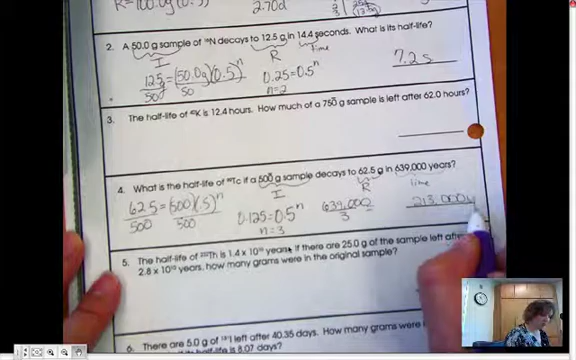 R=100.0g(0.5)
2.70d
2. A 50.0 g sample of ¹⁶N decays to 12.5 g in 14.4 seconds. What is its half-life?
I R time
12.5g = (50.0g)(0.5)ⁿ
50g 50
0.25=0.5ⁿ
n=2
7.2 s
3. The half-life of ⁴²K is 12.4 hours. How much of a 750 g sample is left after 62.0 hours?
4. What is the half-life of ⁹⁹Tc if a 500 g sample decays to 62.5 g in 639,000 years?
I R time
62.5 = (500)(.5)ⁿ
500 500
0.125=0.5ⁿ
n=3
639,000
3
213,000y
5. The half-life of ²³²Th is 1.4 x 10¹⁰ years. If there are 25.0 g of the sample left after
2.8 x 10¹⁰ years, how many grams were in the original sample?
6. There are 5.0 g of ¹³¹I left after 40.35 days. How many grams were
its half-life is 8.07 days?